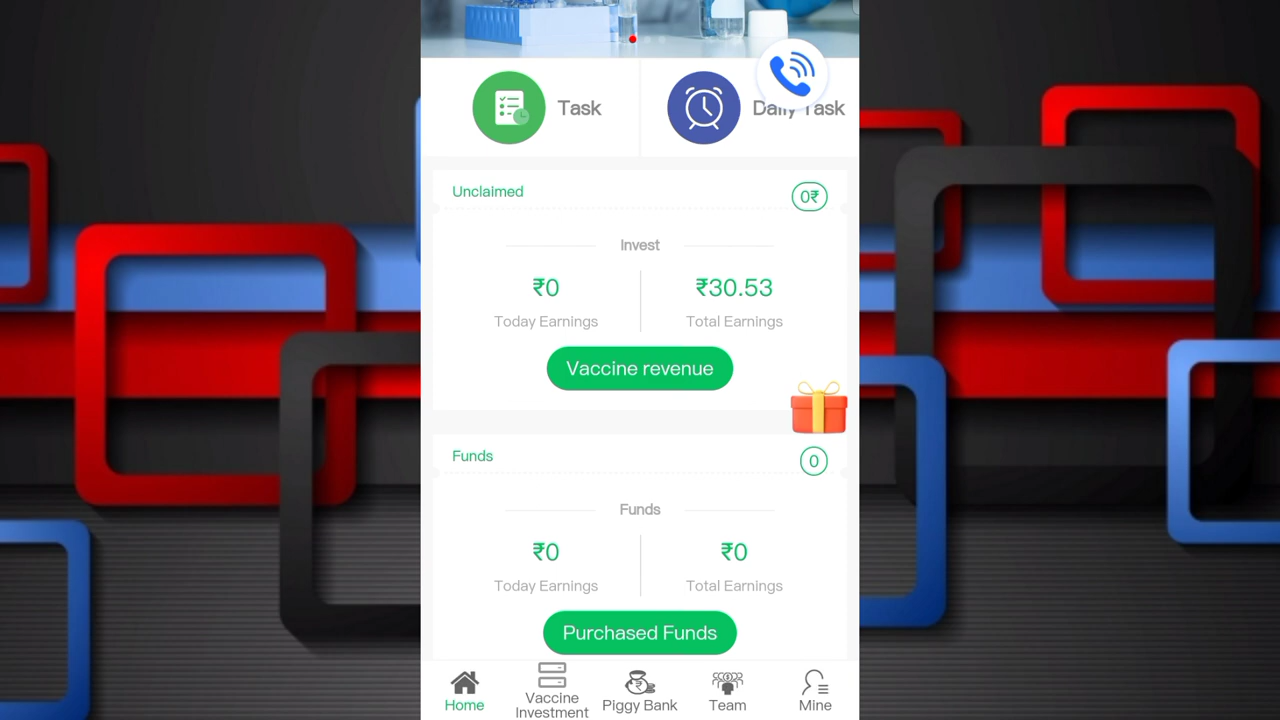 Task
Daily Task
Unclaimed
0₹
Invest
₹0
₹30.53
Today Earnings
Total Earnings
Vaccine revenue
Funds
0
Funds
₹0
₹0
Today Earnings
Total Earnings
Purchased Funds
Home
Vaccine
Investment
Piggy Bank
Team
Mine